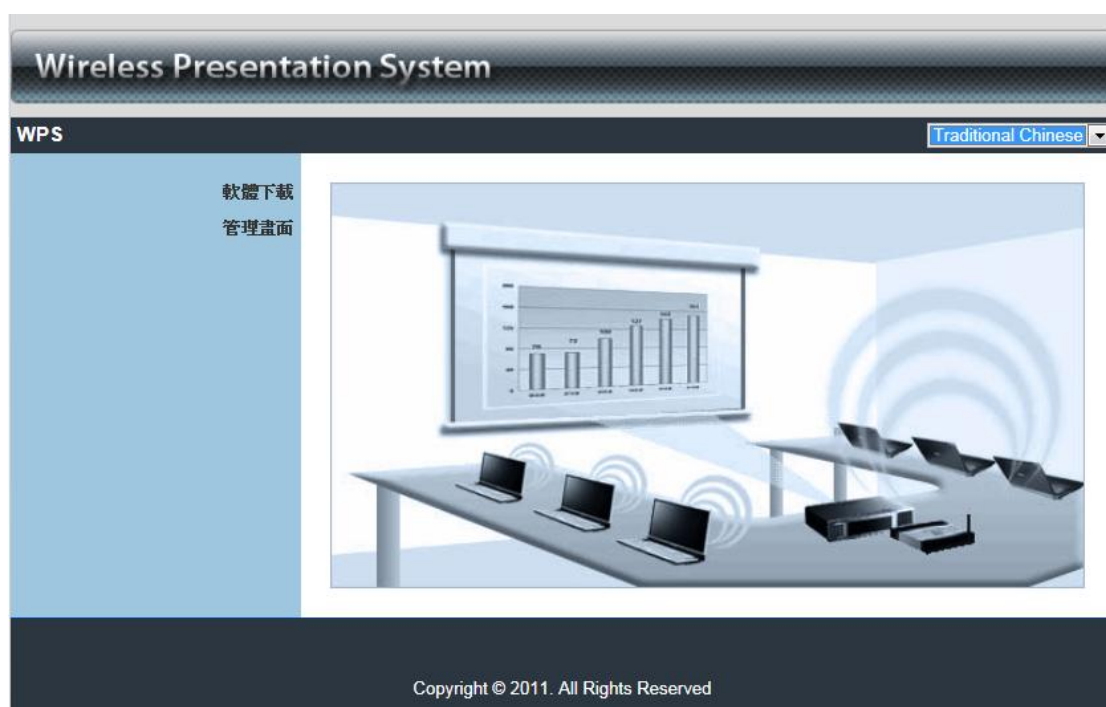 Wireless Presentation System
WPS
Traditional Chinese
軟體下載
管理畫面
Copyright © 2011. All Rights Reserved